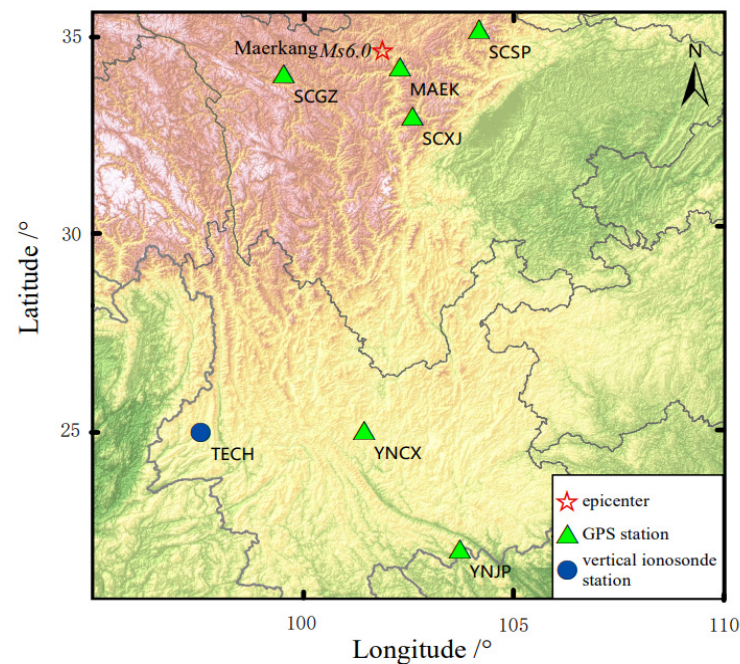 35
Maerkang Ms6.0
SCSP
N
SCGZ
MAEK
SCXJ
30
Latitude /°
25
TECH
YNCX
YNJP
epicenter
GPS station
vertical ionosonde
station
100
105
110
Longitude /°